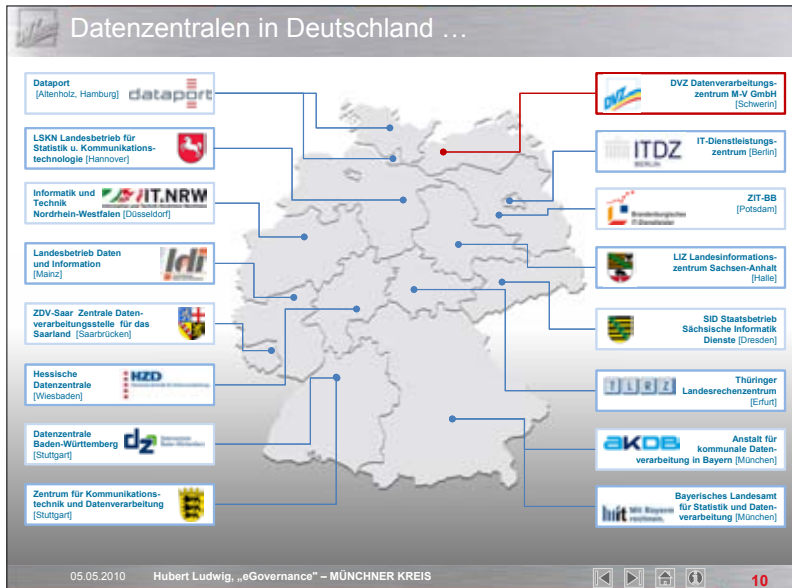 Datenzentralen in Deutschland …
Dataport
[Altenholz, Hamburg]
dataport
LSKN Landesbetrieb für
Statistik u. Kommunikations-
technologie [Hannover]
Informatik und
Technik
Nordrhein-Westfalen [Düsseldorf]
IT.NRW
Landesbetrieb Daten
und Information
[Mainz]
ldi
ZDV-Saar Zentrale Daten-
verarbeitungsstelle für das
Saarland [Saarbrücken]
Hessische
Datenzentrale
[Wiesbaden]
HZD
Datenzentrale
Baden-Württemberg
[Stuttgart]
dz
Datenzentrale
Baden-Württemberg
Zentrum für Kommunikations-
technik und Datenverarbeitung
[Stuttgart]
DVZ
DVZ Datenverarbeitungs-
zentrum M-V GmbH
[Schwerin]
ITDZ
BERLIN
IT-Dienstleistungs-
zentrum [Berlin]
Brandenburgischer
IT-Dienstleister
ZIT-BB
[Potsdam]
LIZ Landesinformations-
zentrum Sachsen-Anhalt
[Halle]
SID Staatsbetrieb
Sächsische Informatik
Dienste [Dresden]
TLRZ
Thüringer
Landesrechenzentrum
[Erfurt]
AKDB
Anstalt für
kommunale Daten-
verarbeitung in Bayern [München]
Mit Bayern
rechnen.
Bayerisches Landesamt
für Statistik und Daten-
verarbeitung [München]
05.05.2010 Hubert Ludwig, „eGovernance" – MÜNCHNER KREIS
10